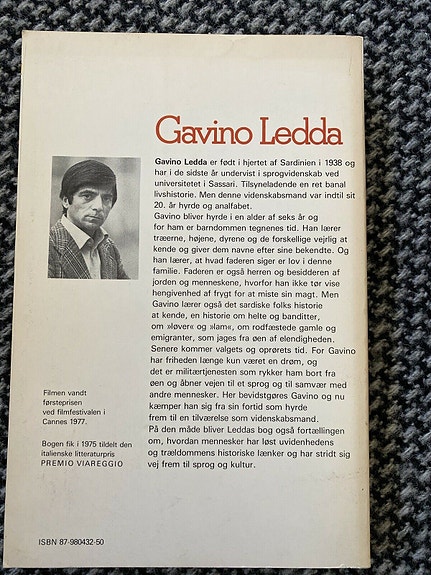 Gavino Ledda
Gavino Ledda er født i hjertet af Sardinien i 1938 og
har i de sidste år undervist i sprogvidenskab ved
universitetet i Sassari. Tilsyneladende en ret banal
livshistorie. Men denne videnskabsmand var indtil sit
20. år hyrde og analfabet.
Gavino bliver hyrde i en alder af seks år og
for ham er barndommen tegnenes tid. Han lærer
træerne, højene, dyrene og de forskellige vejrlig at
kende og giver dem navne efter sine bekendte. Og
han lærer, at hvad faderen siger er lov i denne
familie. Faderen er også herren og besidderen af
jorden og menneskene, hvorfor han ikke tør vise
hengivenhed af frygt for at miste sin magt. Men
Gavino lærer også det sardiske folks historie
at kende, en historie om helte og banditter,
om »løver« og »lam«, om rodfæstede gamle og
emigranter, som jages fra øen af elendigheden.
Senere kommer valgets og oprørets tid. For Gavino
har friheden længe kun været en drøm, og
det er militærtjenesten som rykker ham bort fra
øen og åbner vejen til et sprog og til samvær med
andre mennesker. Her bevidstgøres Gavino og nu
kæmper han sig fra sin fortid som hyrde
frem til en tilværelse som videnskabsmand.
På den måde bliver Leddas bog også fortællingen
om, hvordan mennesker har løst uvidenhedens
og trældommens historiske lænker og har stridt sig
vej frem til sprog og kultur.
Filmen vandt
førsteprisen
ved filmfestivalen i
Cannes 1977.
Bogen fik i 1975 tildelt den
italienske litteraturpris
PREMIO VIAREGGIO
ISBN 87-980432-50